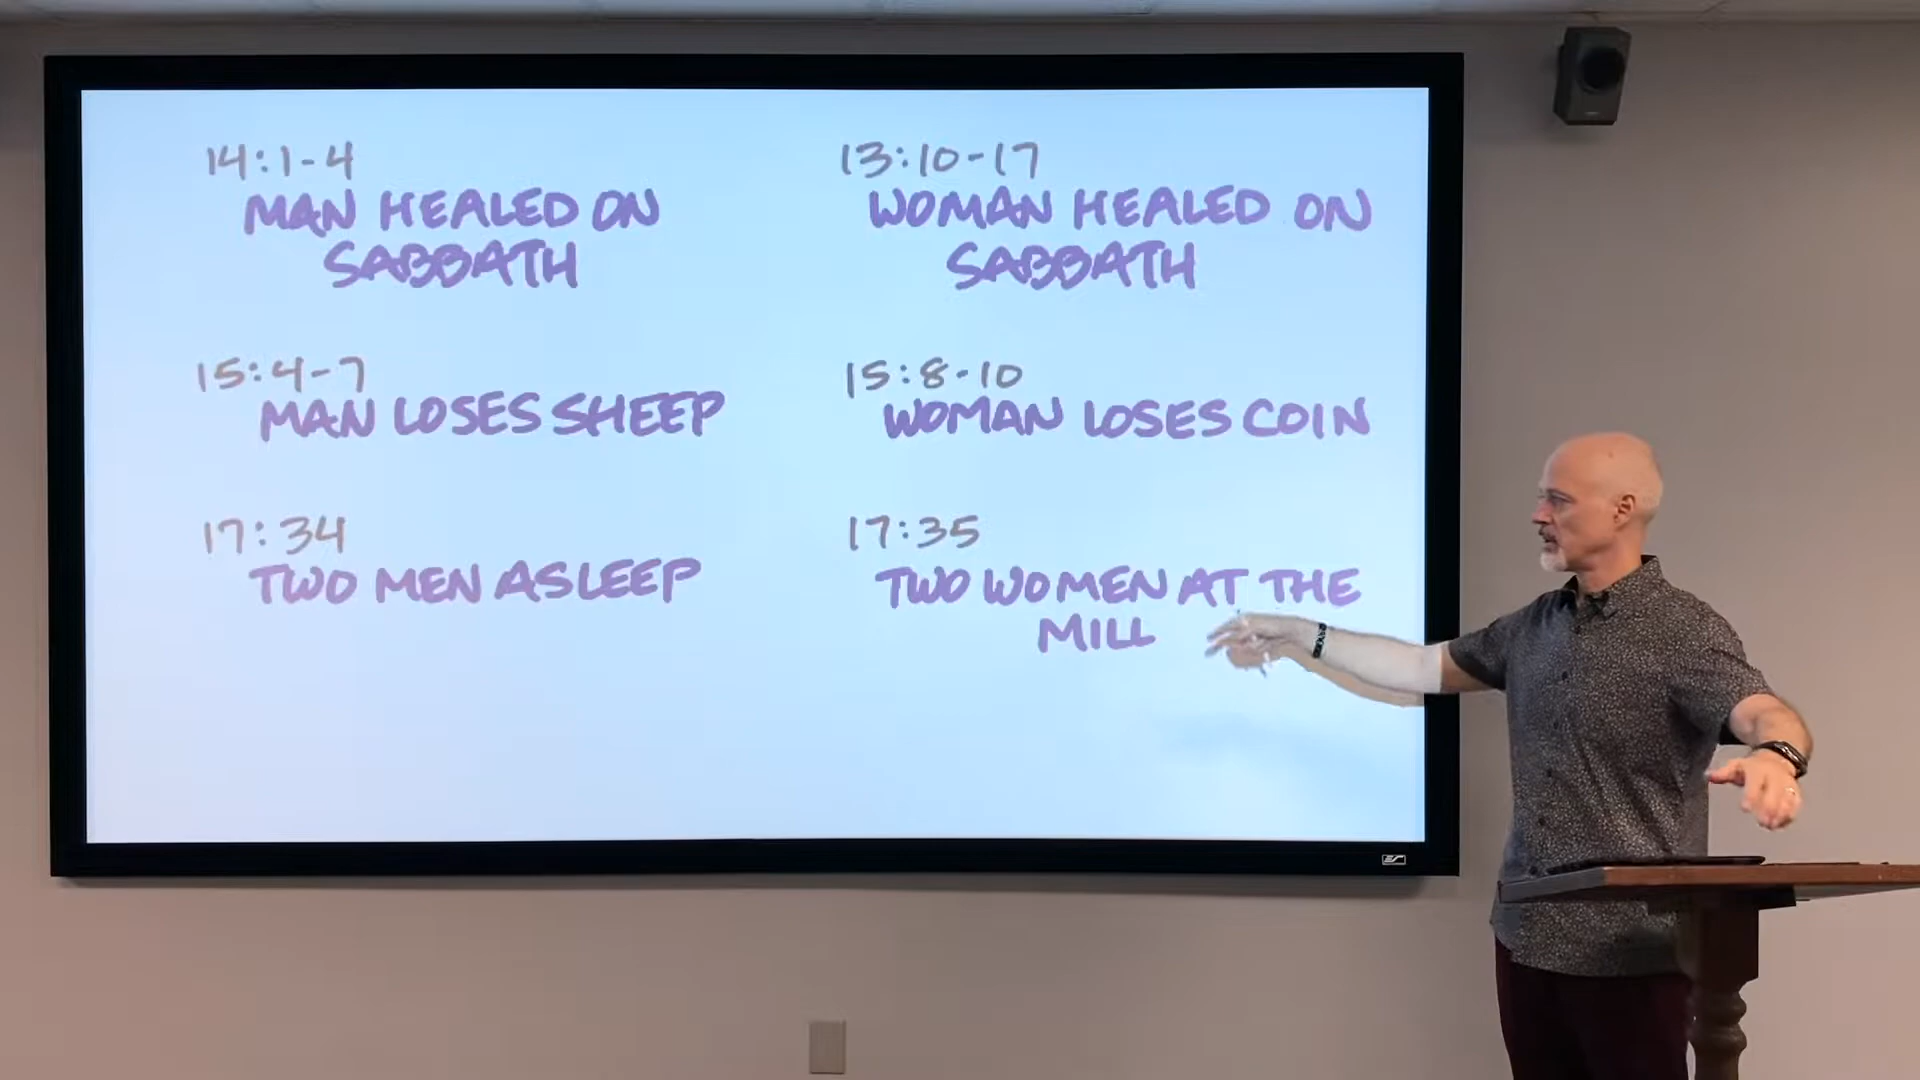 14:1-4
MAN HEALED ON
SABBATH
13:10-17
WOMAN HEALED ON
SABBATH
15:4-7
MAN LOSES SHEEP
15:8-10
WOMAN LOSES COIN
17:34
TWO MEN ASLEEP
17:35
TWO WOMEN AT THE
MILL